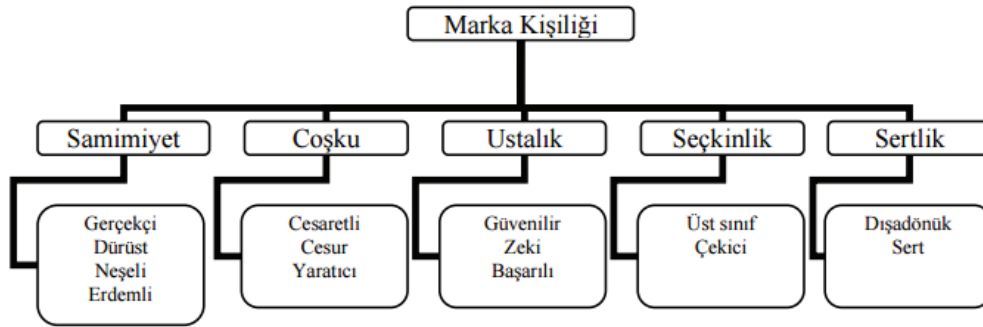 Marka Kişiliği
Samimiyet
Coşku
Ustalık
Seçkinlik
Sertlik
Gerçekçi
Dürüst
Neşeli
Erdemli
Cesaretli
Cesur
Yaratıcı
Güvenilir
Zeki
Başarılı
Üst sınıf
Çekici
Dışadönük
Sert